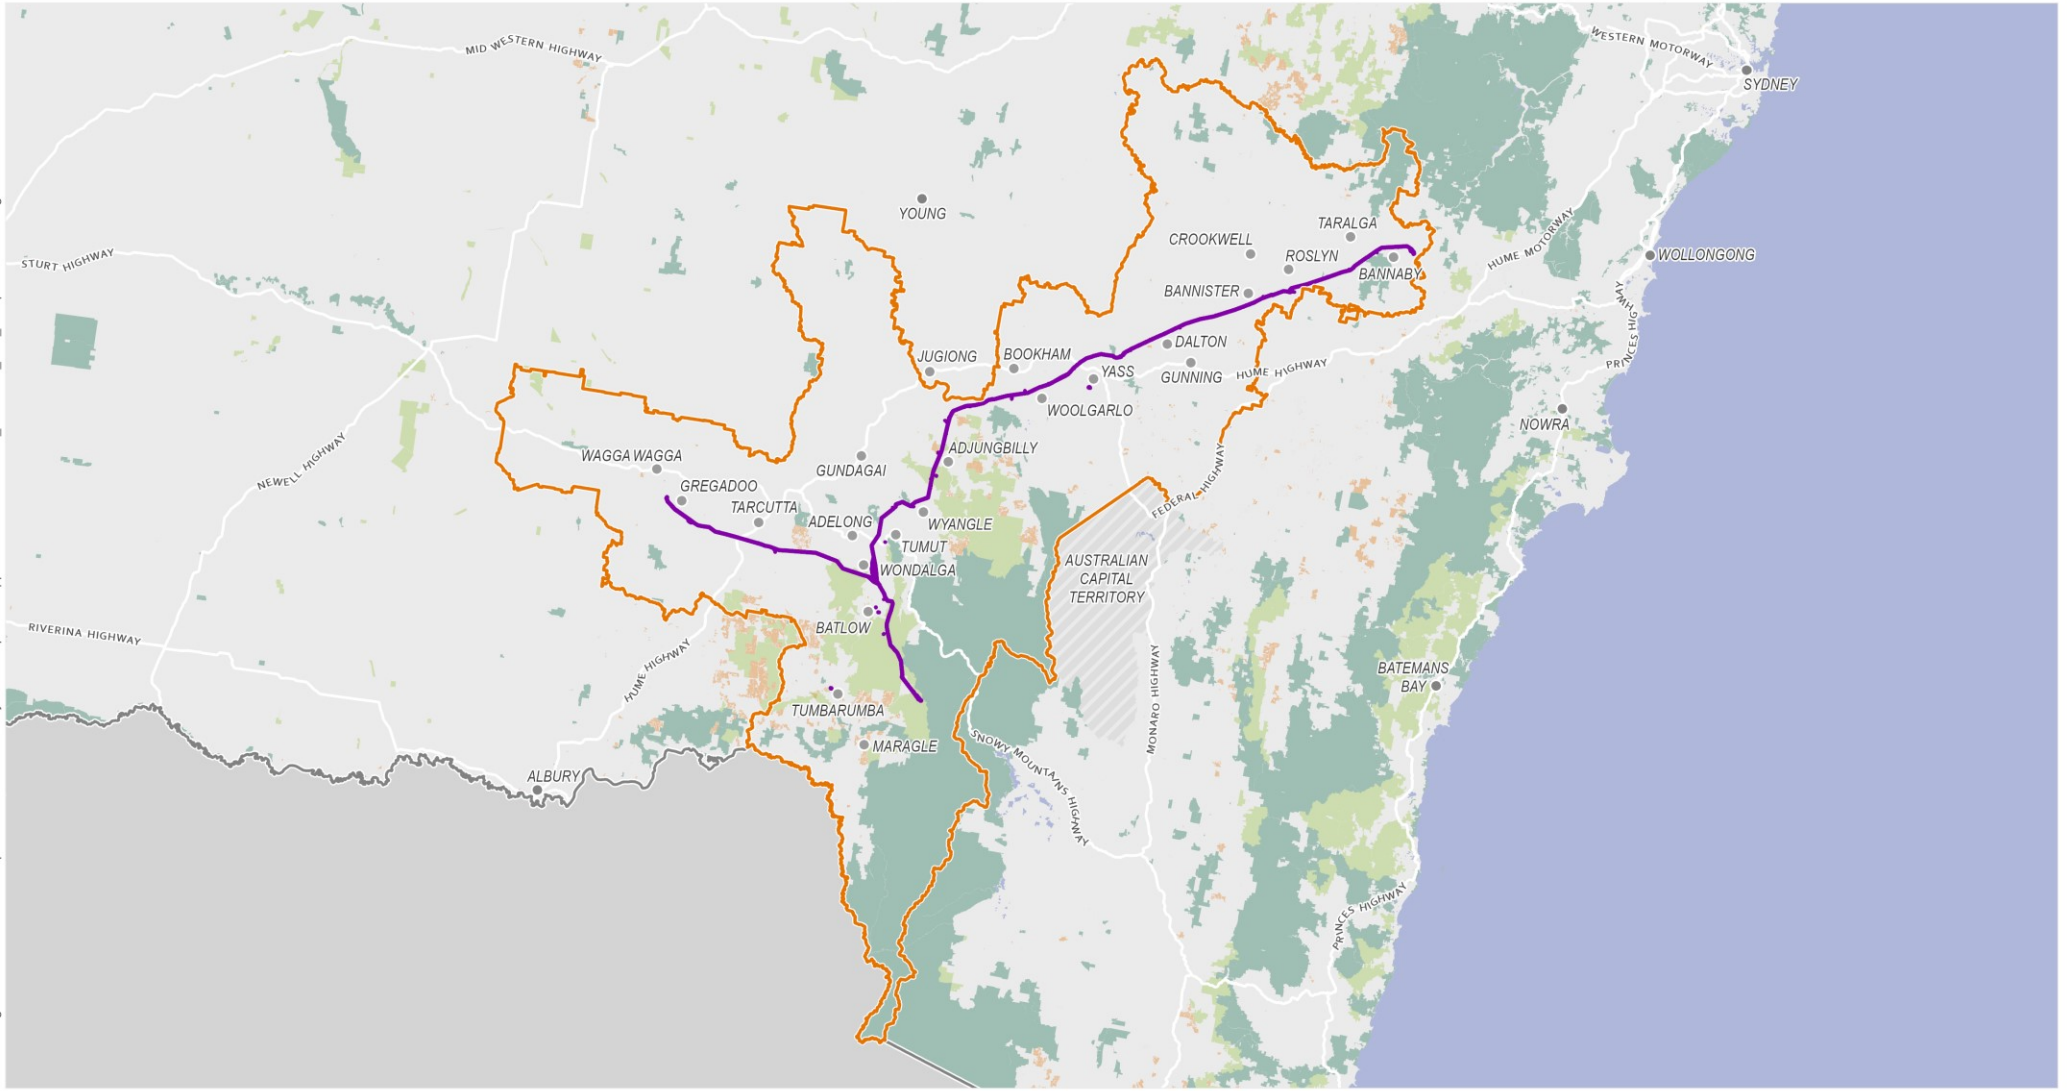 MID WESTERN HIGHWAY
WESTERN MOTORWAY
SYDNEY
YOUNG
TARALGA
CROOKWELL
HUME MOTORWAY
STURT HIGHWAY
ROSLYN
WOLLONGONG
BANNABY
BANNISTER
PRINCES HIGHWAY
DALTON
JUGIONG
BOOKHAM
YASS
GUNNING
HUME HIGHWAY
WOOLGARLO
NOWRA
NEWELL HIGHWAY
WAGGA WAGGA
GUNDAGAI
ADJUNGBILLY
GREGADOO
TARCUTTA
FEDERAL HIGHWAY
ADELONG
WYANGLE
TUMUT
WONDALGA
AUSTRALIAN
CAPITAL
TERRITORY
RIVERINA HIGHWAY
BATLOW
HUME HIGHWAY
MONARO HIGHWAY
BATEMANS
BAY
TUMBARUMBA
MARAGLE
SNOWY MOUNTAINS HIGHWAY
ALBURY
PRINCES HIGHWAY